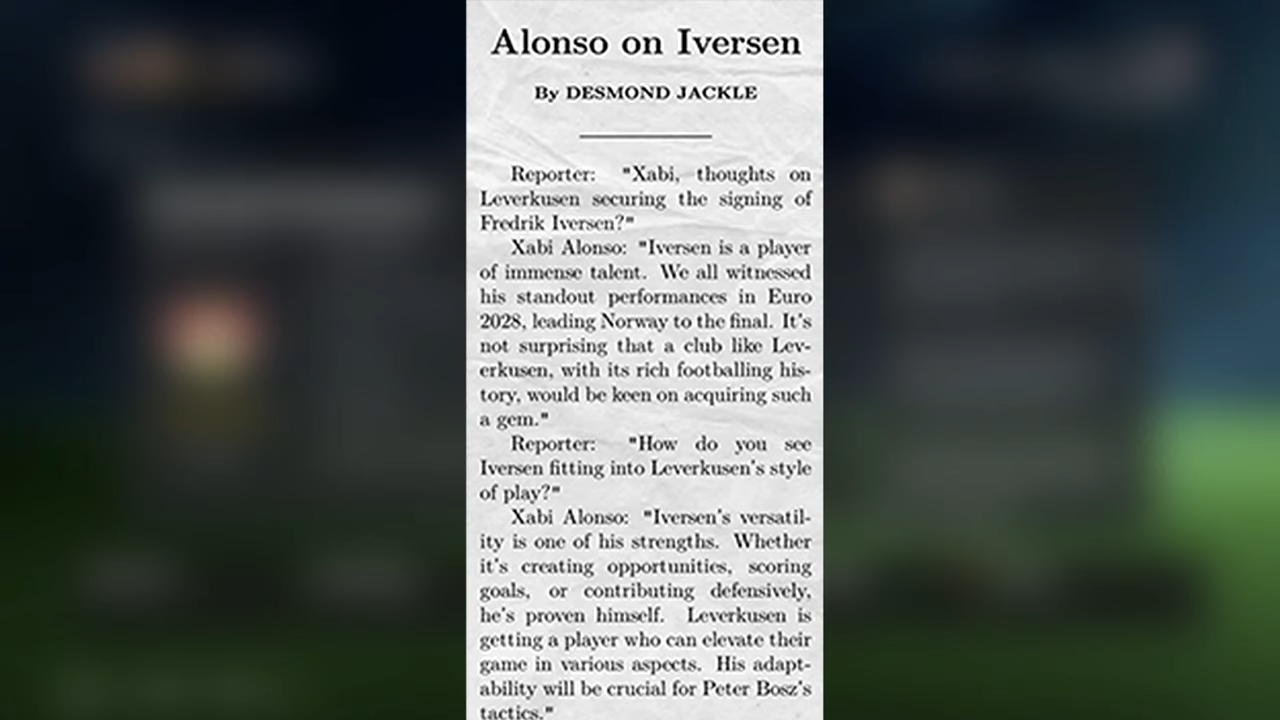 Alonso on Iversen
By DESMOND JACKLE
Reporter: "Xabi, thoughts on
Leverkusen securing the signing of
Fredrik Iversen?"
Xabi Alonso: "Iversen is a player
of immense talent. We all witnessed
his standout performances in Euro
2028, leading Norway to the final. It's
not surprising that a club like Lev-
erkusen, with its rich footballing his-
tory, would be keen on acquiring such
a gem."
Reporter: "How do you see
Iversen fitting into Leverkusen's style
of play?"
Xabi Alonso: "Iversen's versatil-
ity is one of his strengths. Whether
it's creating opportunities, scoring
goals, or contributing defensively,
he's proven himself. Leverkusen is
getting a player who can elevate their
game in various aspects. His adapt-
ability will be crucial for Peter Bosz's
tactics."